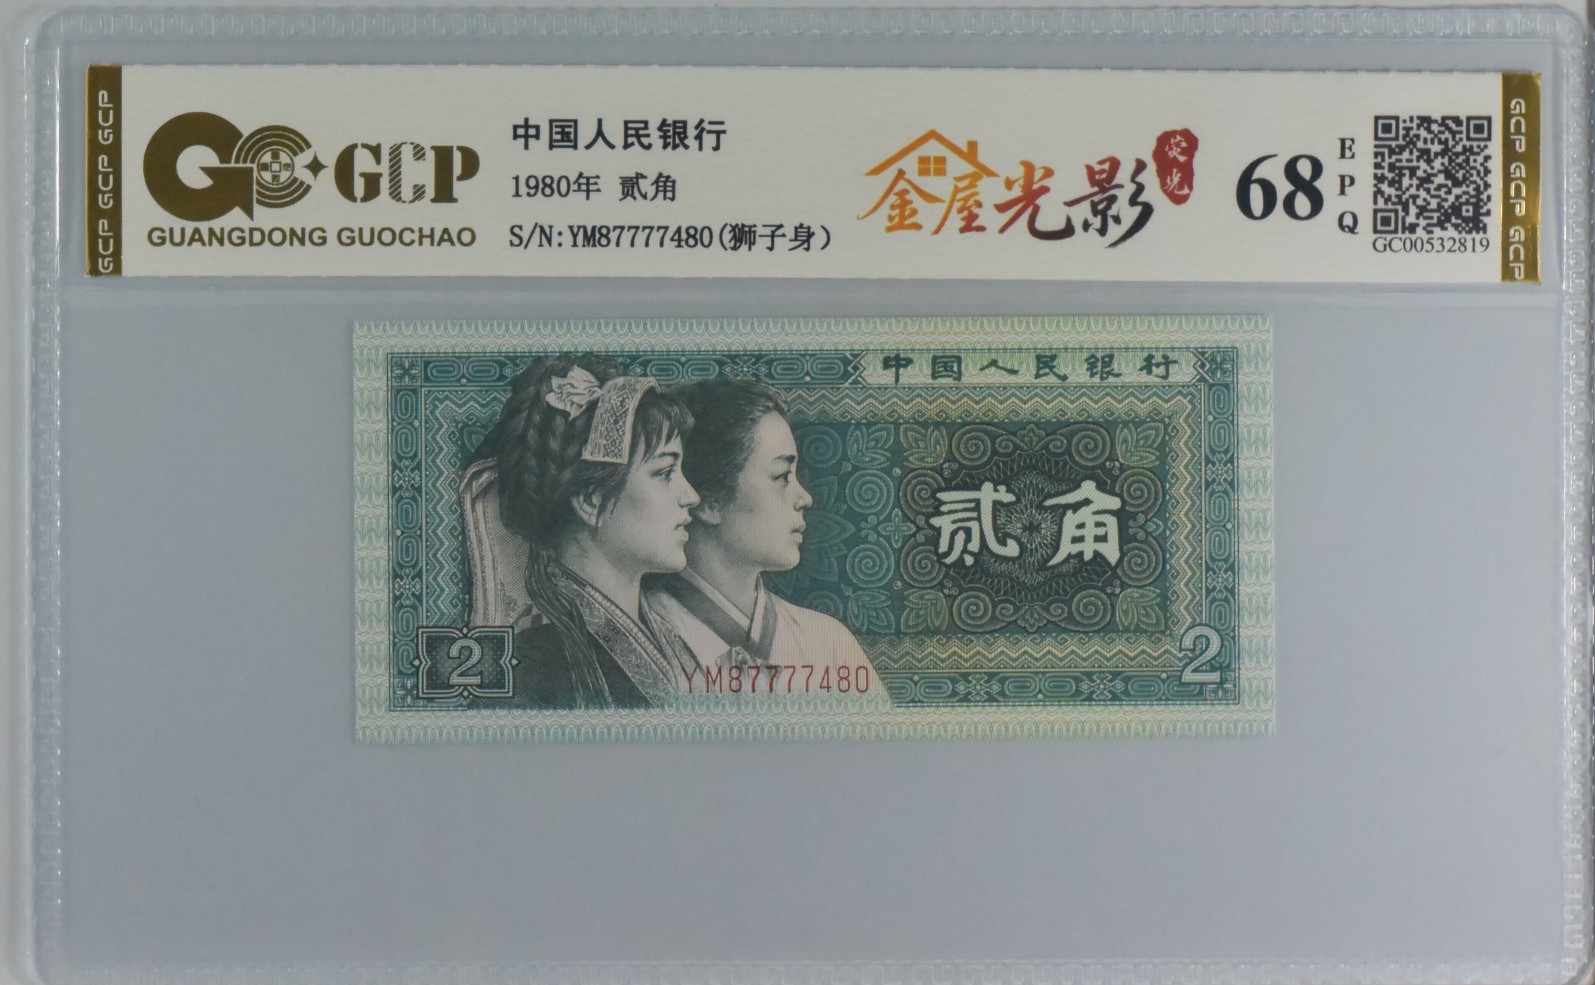 GCP GCP GCP
GCP
GUANGDONG GUOCHAO
中国人民银行
1980年 贰角
S/N:YM87777480(狮子身)
金屋光影
荧光
68
EPQ
GC00532819
GCP GCP GCP
中国人民银行
贰角
2
YM87777480
2